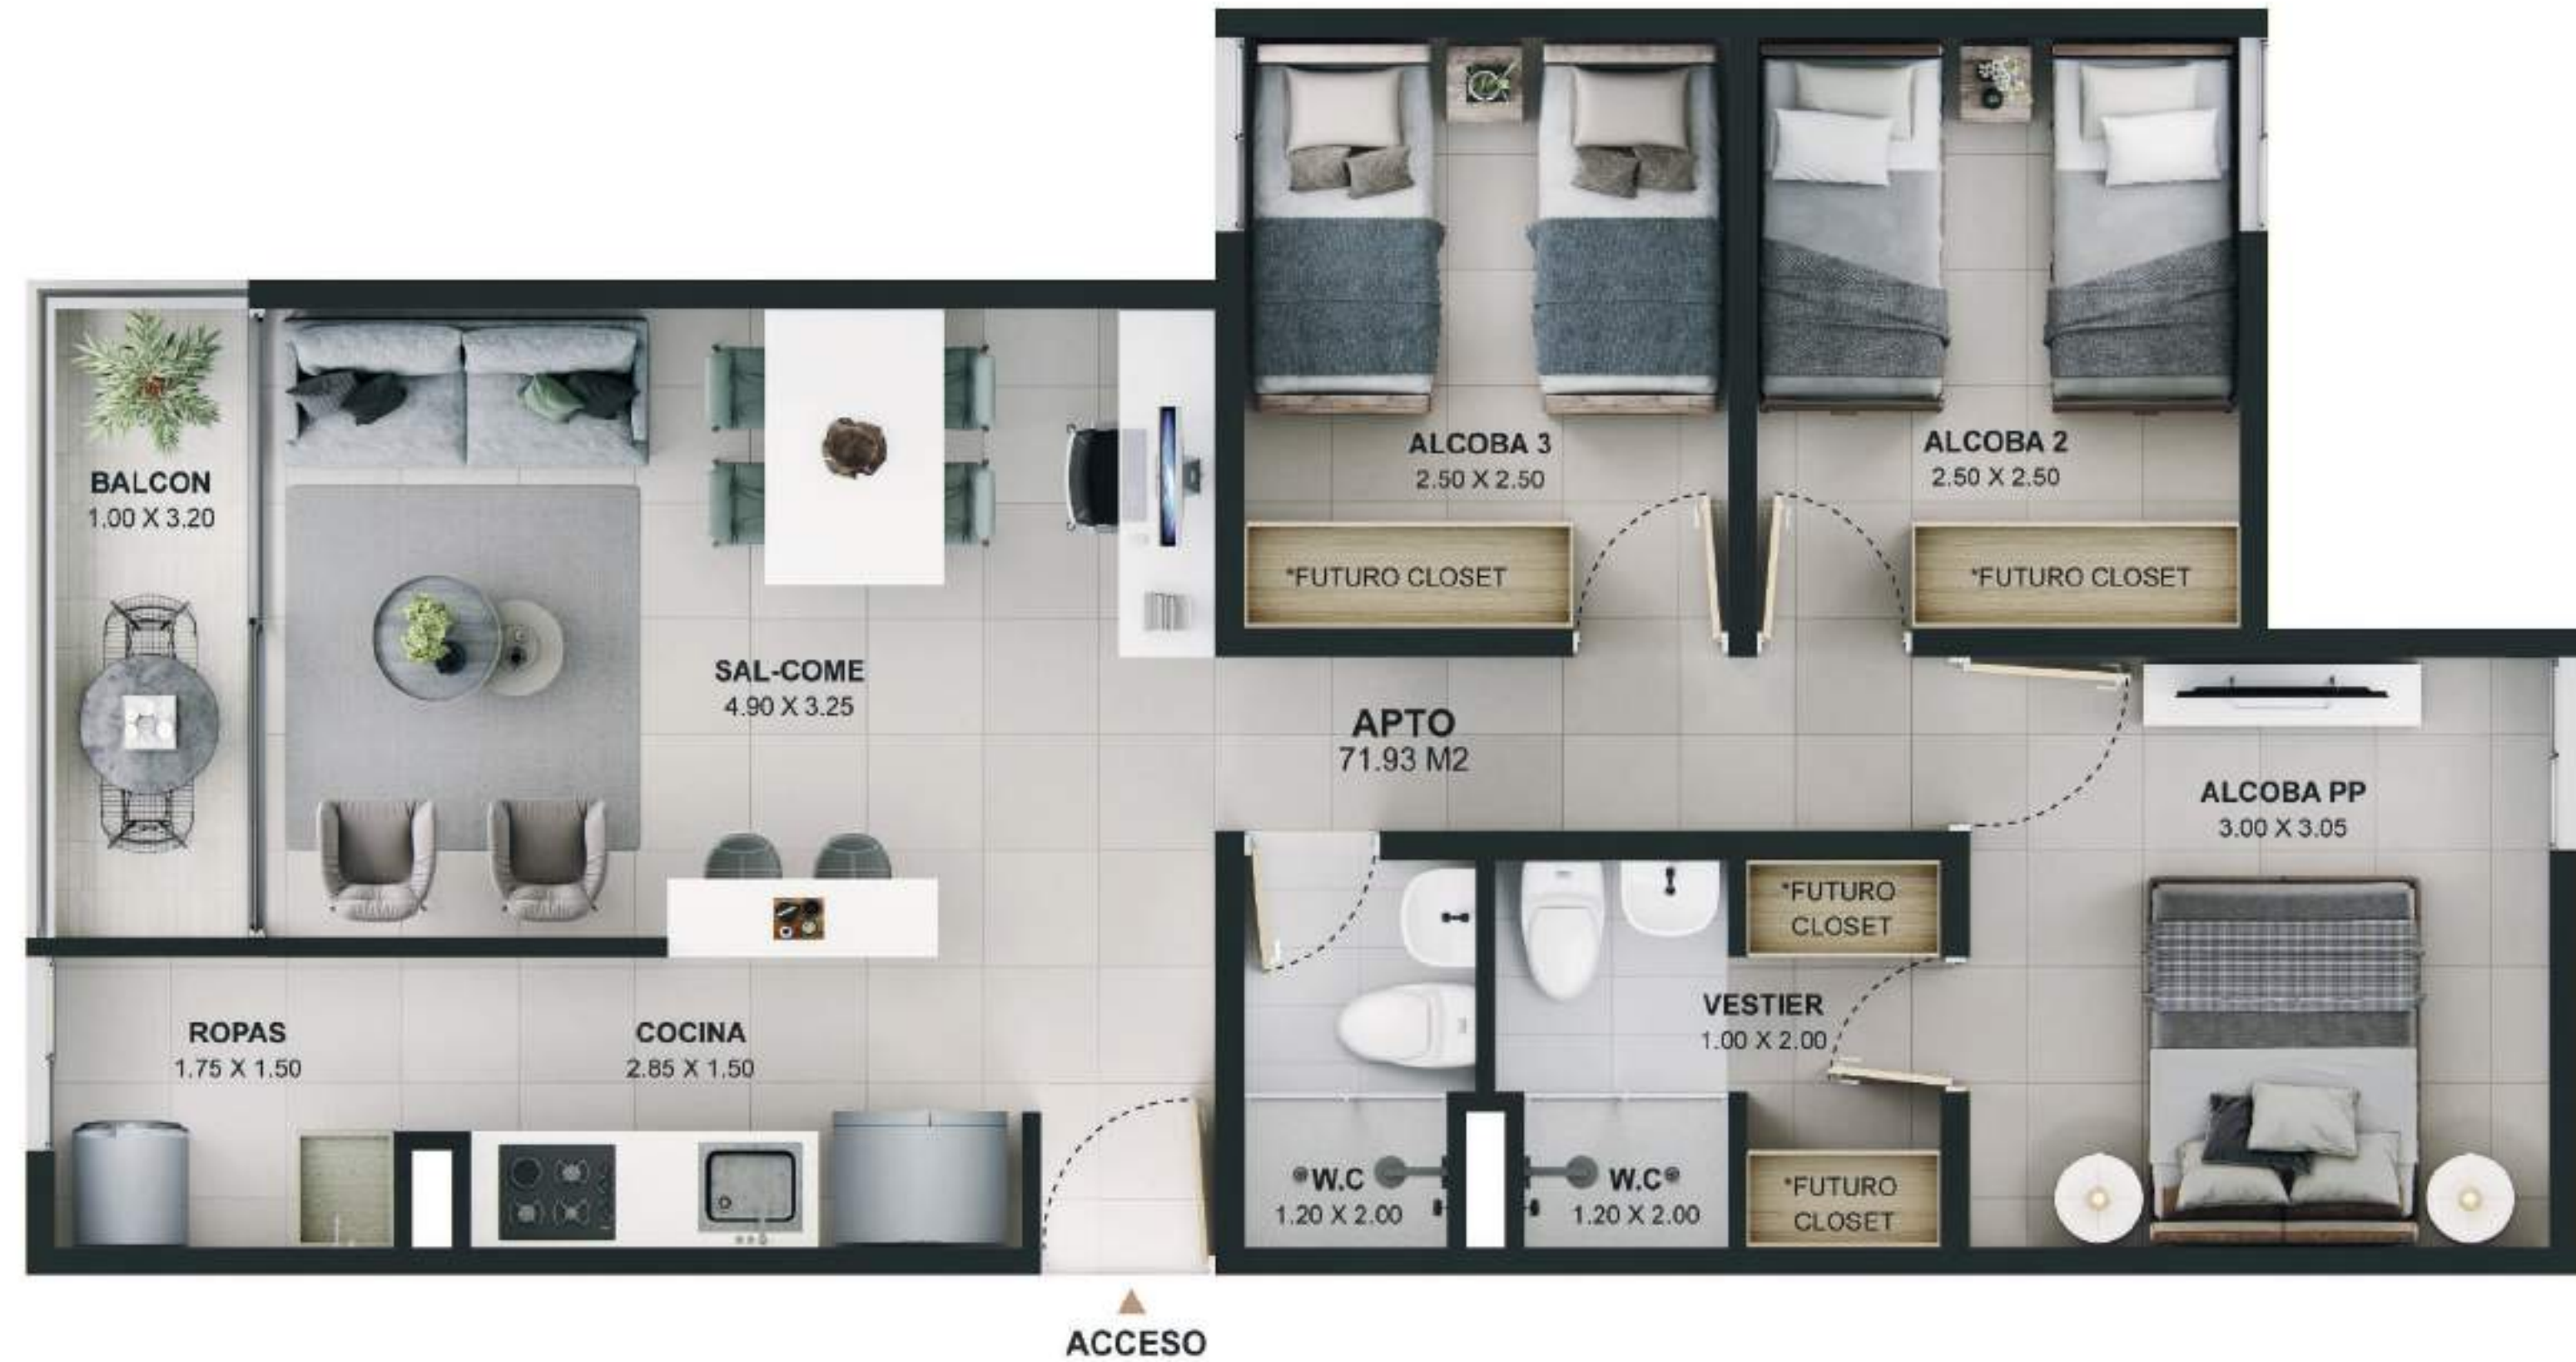 ALCOBA 3
2.50 X 2.50
ALCOBA 2
2.50 X 2.50
*FUTURO CLOSET
*FUTURO CLOSET
BALCON
1.00 X 3.20
SAL-COME
4.90 X 3.25
APTO
71.93 M2
ALCOBA PP
3.00 X 3.05
*FUTURO
CLOSET
ROPAS
1.75 X 1.50
COCINA
2.85 X 1.50
VESTIER
1.00 X 2.00
W.C
1.20 X 2.00
W.C
1.20 X 2.00
*FUTURO
CLOSET
ACCESO